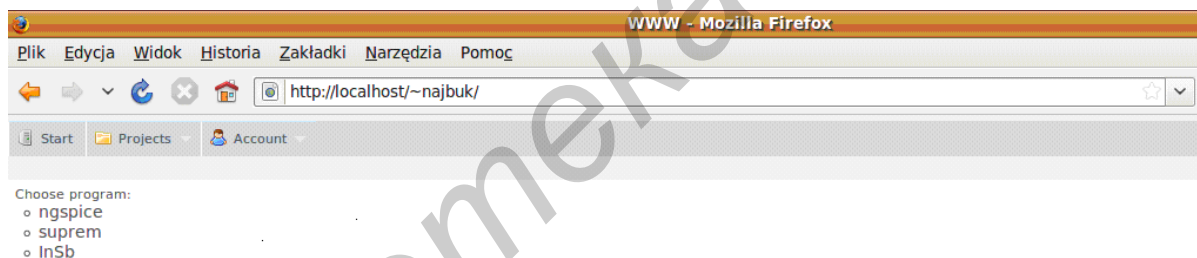 WWW - Mozilla Firefox
Plik Edycja Widok Historia Zakładki Narzędzia Pomoc
http://localhost/~najbuk/
Start Projects Account
Choose program:
ngspice
suprem
InSb